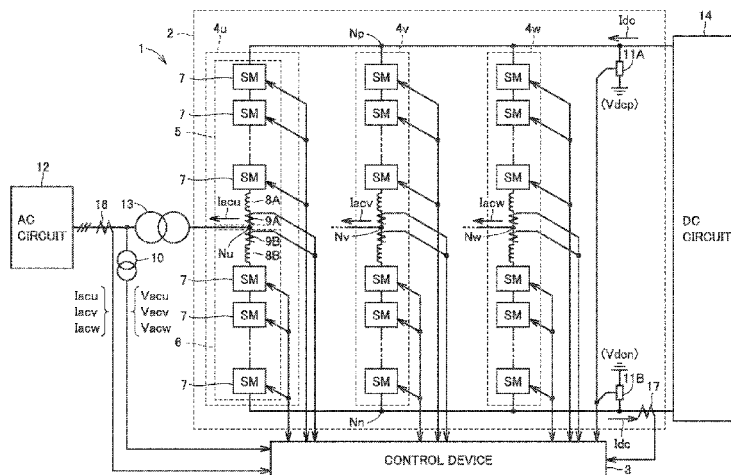 4u
4v
4w
Np
Idc
14
2
1
11A
(Vdcp)
7
SM
SM
SM
7
SM
SM
SM
5
12
7
SM
SM
SM
18
13
Iacu
8A
Iacv
Iacw
AC CIRCUIT
9A
DC CIRCUIT
Nu
9B
Nv
Nw
10
8B
Iacu
Iacv
Iacw
Vacu
Vacv
Vacw
7
SM
SM
SM
7
SM
SM
SM
(Vdcn)
6
11B
17
7
SM
SM
SM
Nn
Idc
CONTROL DEVICE
3